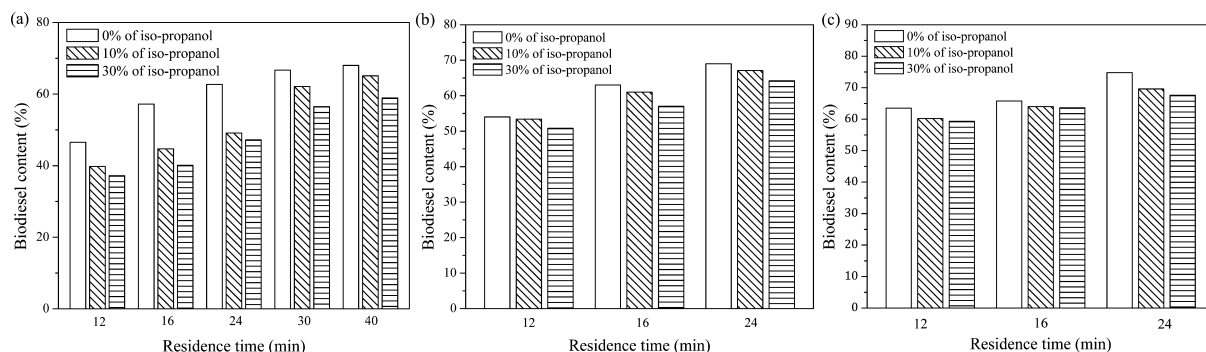 (a)
80
60
40
20
0
Biodiesel content (%)
0% of iso-propanol
10% of iso-propanol
30% of iso-propanol
12 16 24 30 40
Residence time (min)
(b)
80
70
60
50
40
30
20
10
0
Biodiesel content (%)
0% of iso-propanol
10% of iso-propanol
30% of iso-propanol
12 16 24
Residence time (min)
(c)
90
80
70
60
50
40
30
20
10
0
Biodiesel content (%)
0% of iso-propanol
10% of iso-propanol
30% of iso-propanol
12 16 24
Residence time (min)